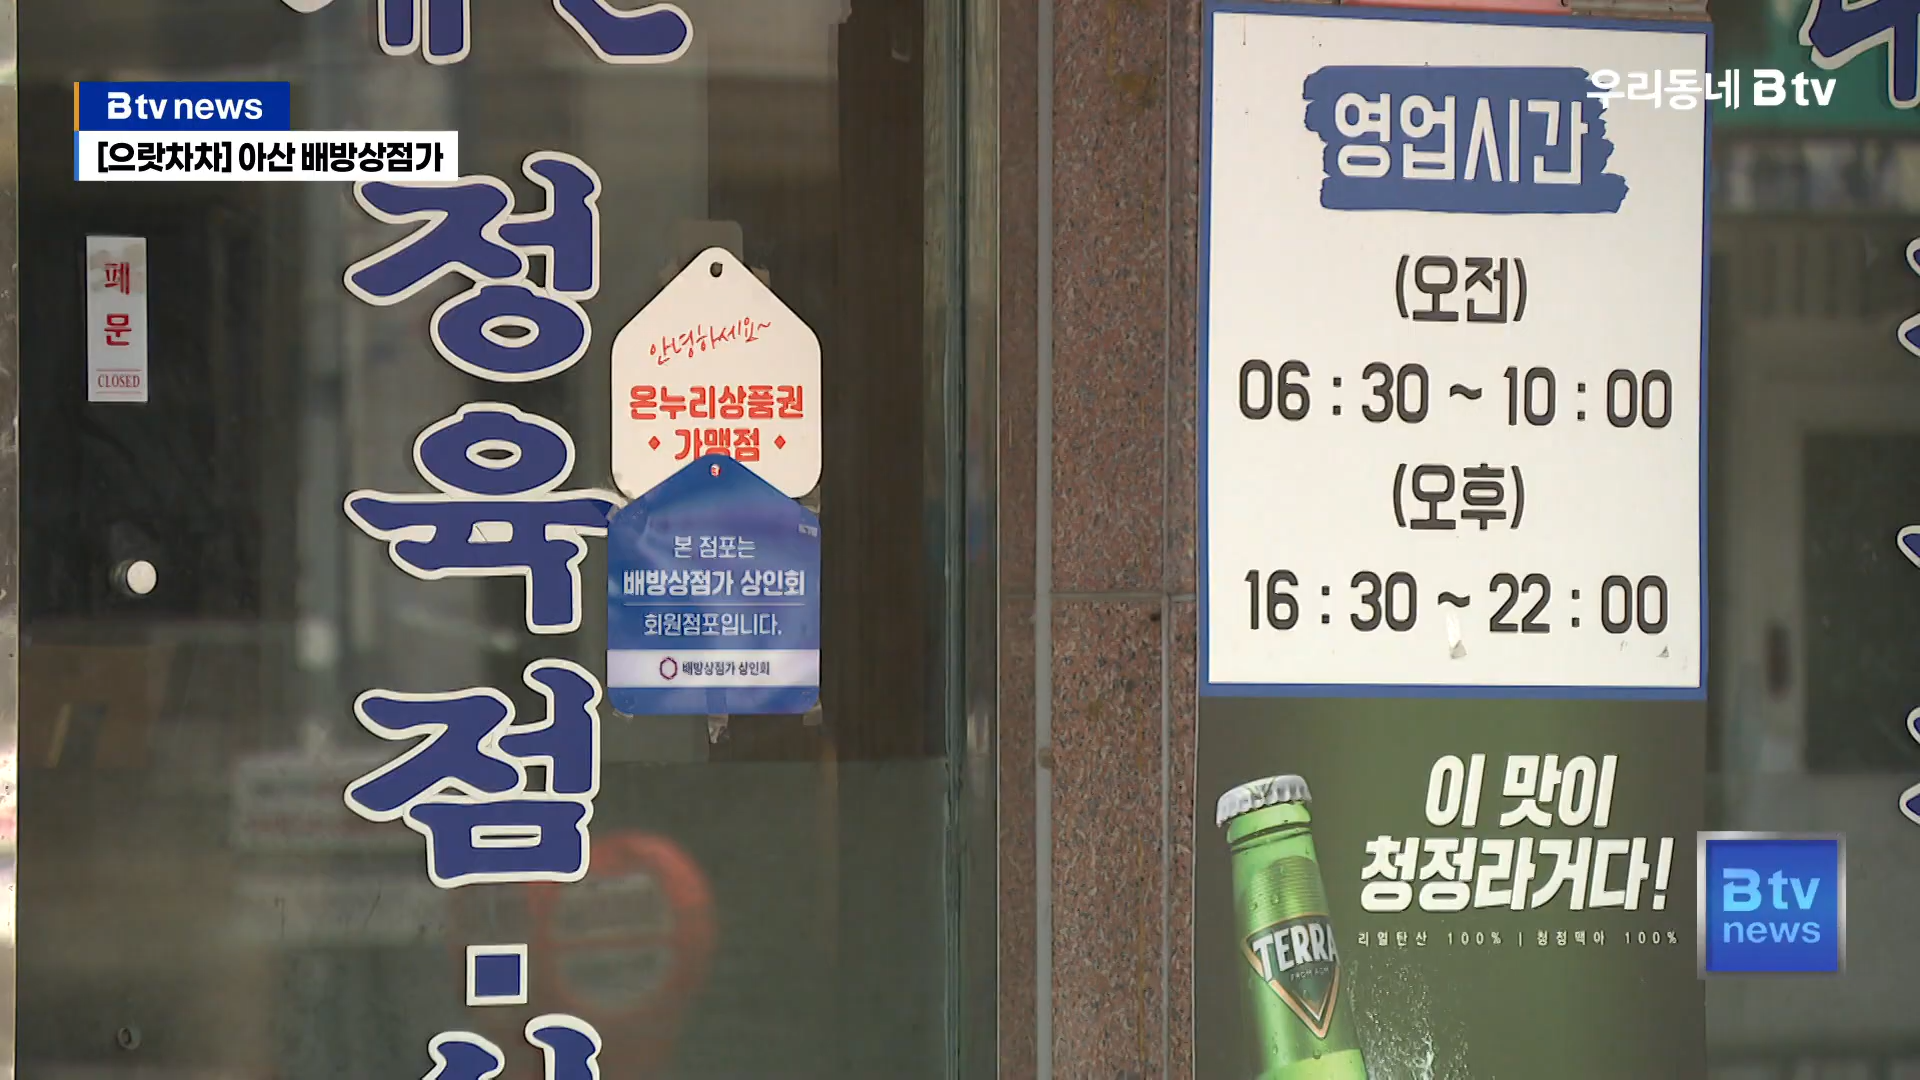 B tv news
[으랏차차] 아산 배방상점가
우리동네 B tv
폐
문
CLOSED
정
육
점
안녕하세요~
온누리상품권
가맹점
본 점포는
배방상점가 상인회
회원점포입니다.
배방상점가 상인회
영업시간
(오전)
06 : 30 ~ 10 : 00
(오후)
16 : 30 ~ 22 : 00
이 맛이
청정라거다!
리얼탄산 100% | 청정맥아 100%
TERRA
B tv
news